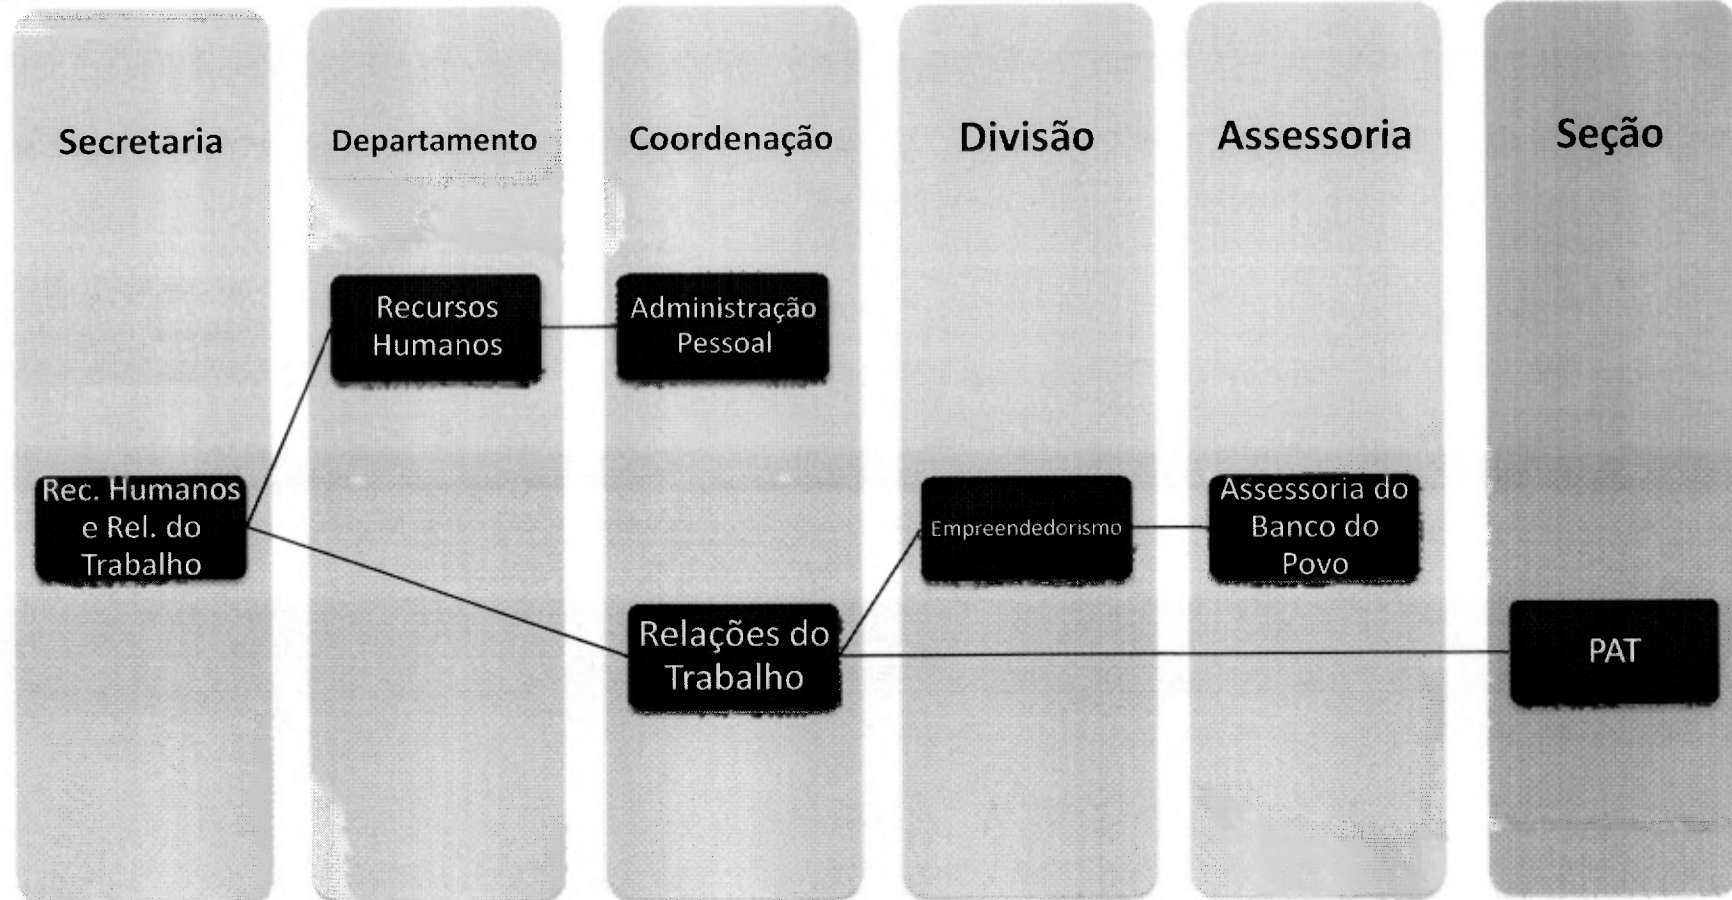 Secretaria
Departamento
Coordenação
Divisão
Assessoria
Seção
Recursos
Humanos
Administração
Pessoal
Rec. Humanos
e Rel. do
Trabalho
Empreendedorismo
Assessoria do
Banco do
Povo
Relações do
Trabalho
PAT